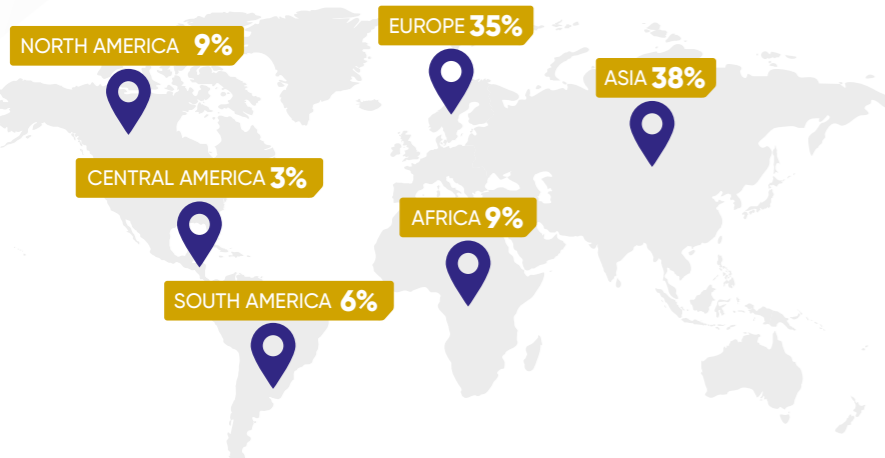 NORTH AMERICA 9%
EUROPE 35%
ASIA 38%
CENTRAL AMERICA 3%
AFRICA 9%
SOUTH AMERICA 6%